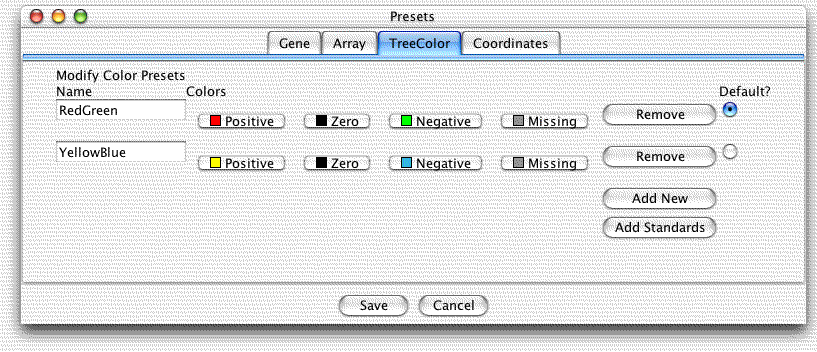 Presets
Gene Array TreeColor Coordinates
Modify Color Presets
Name Colors Default?
RedGreen Positive Zero Negative Missing Remove
YellowBlue Positive Zero Negative Missing Remove
Add New
Add Standards
Save Cancel